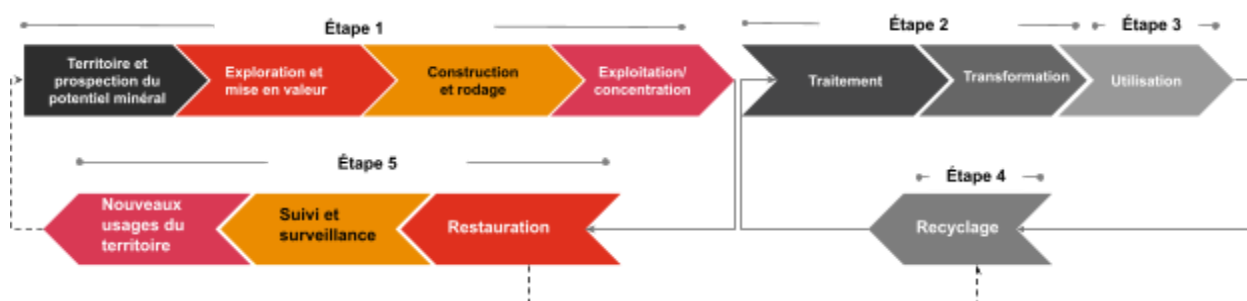 Étape 1
Étape 2
Étape 3
Territoire et
prospection du
potentiel minéral
Exploration et
mise en valeur
Construction
et rodage
Exploitation/
concentration
Traitement
Transformation
Utilisation
Étape 5
Étape 4
Nouveaux
usages du
territoire
Suivi et
surveillance
Restauration
Recyclage